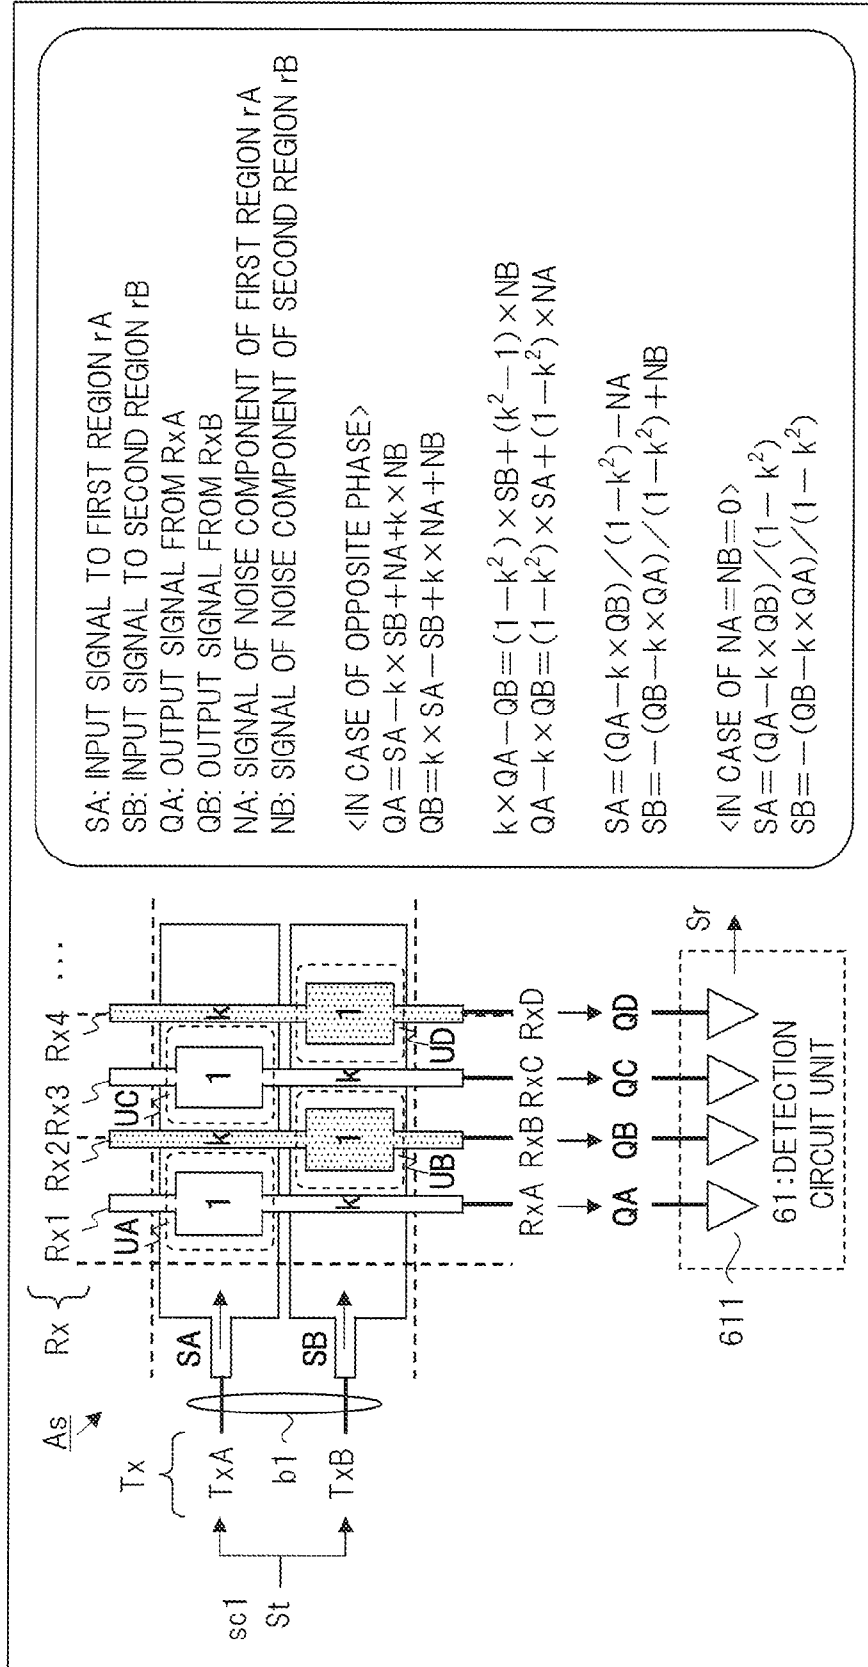 As
Rx
Rx1
Rx2
Rx3
Rx4
...
UA
UC
Tx
TxA
SA
1
k
1
k
sc1
St
b1
TxB
SB
k
1
k
1
UB
UD
RxA
RxB
RxC
RxD
QA
QB
QC
QD
611
Sr
61:DETECTION
CIRCUIT UNIT
SA: INPUT SIGNAL TO FIRST REGION rA
SB: INPUT SIGNAL TO SECOND REGION rB
QA: OUTPUT SIGNAL FROM RxA
QB: OUTPUT SIGNAL FROM RxB
NA: SIGNAL OF NOISE COMPONENT OF FIRST REGION rA
NB: SIGNAL OF NOISE COMPONENT OF SECOND REGION rB
<IN CASE OF OPPOSITE PHASE>
QA=SA−k×SB+NA+k×NB
QB=k×SA−SB+k×NA+NB
k×QA−QB=(1−k²)×SB+(k²−1)×NB
QA−k×QB=(1−k²)×SA+(1−k²)×NA
SA=(QA−k×QB)/(1−k²)−NA
SB=−(QB−k×QA)/(1−k²)+NB
<IN CASE OF NA=NB=0>
SA=(QA−k×QB)/(1−k²)
SB=−(QB−k×QA)/(1−k²)